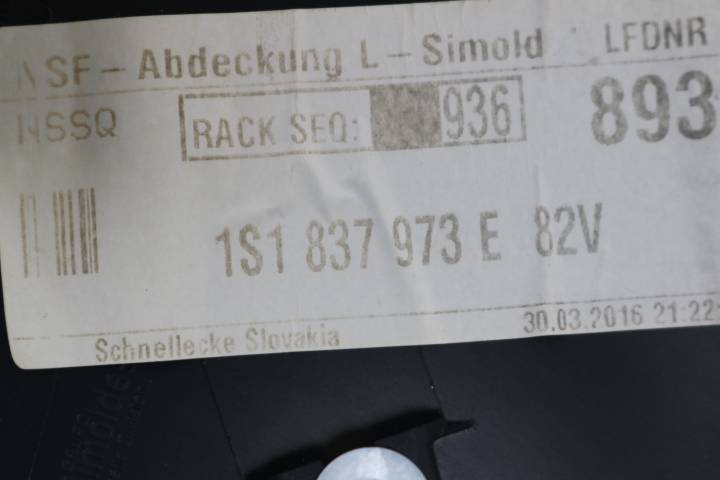 SF - Abdeckung L - Simold LFDNR
HSSQ RACK SEQ: 936 893
1S1 837 973 E 82V
Schnellecke Slovakia 30.03.2016 21:22